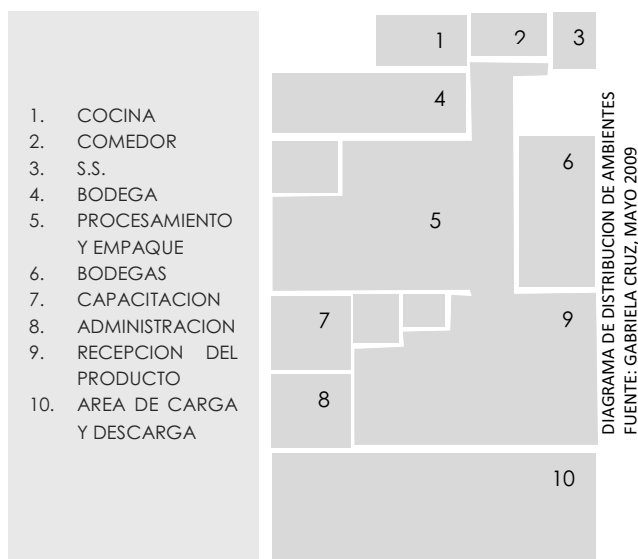 1. COCINA
2. COMEDOR
3. S.S.
4. BODEGA
5. PROCESAMIENTO
Y EMPAQUE
6. BODEGAS
7. CAPACITACION
8. ADMINISTRACION
9. RECEPCION DEL
PRODUCTO
10. AREA DE CARGA
Y DESCARGA
1
2
3
4
6
5
7
9
8
10
DIAGRAMA DE DISTRIBUCION DE AMBIENTES
FUENTE: GABRIELA CRUZ, MAYO 2009